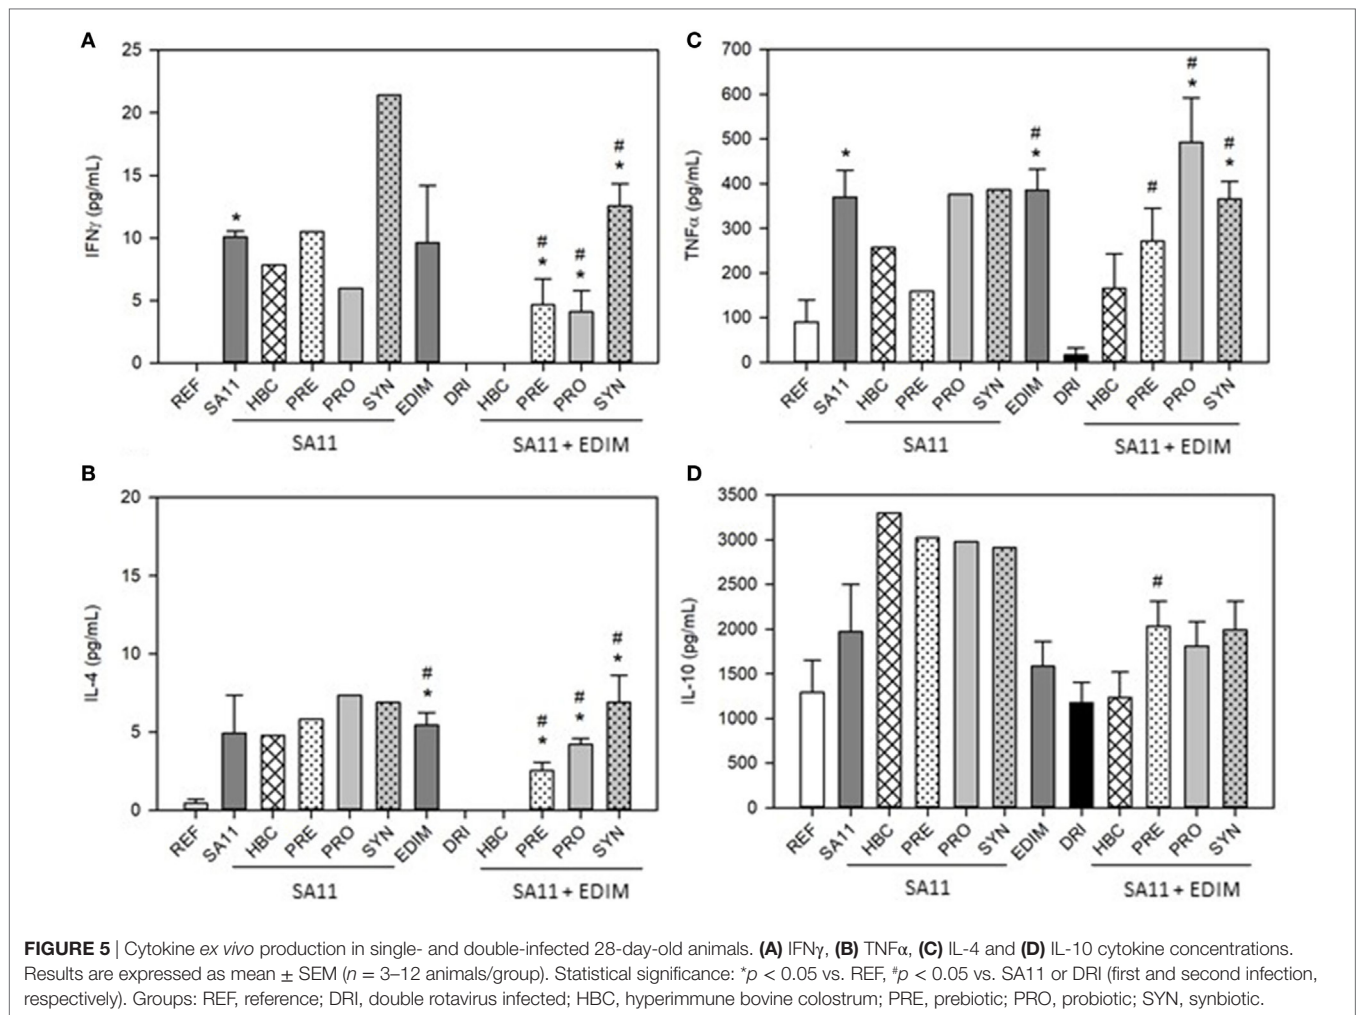 A
25
20
15
10
5
0
IFNγ (pg/mL)
*
#
*
#
*
#
*
REF
SA11
HBC
PRE
PRO
SYN
EDIM
DRI
HBC
PRE
PRO
SYN
SA11
SA11 + EDIM
C
700
600
500
400
300
200
100
0
TNFα (pg/mL)
*
#
*
#
#
*
#
*
REF
SA11
HBC
PRE
PRO
SYN
EDIM
DRI
HBC
PRE
PRO
SYN
SA11
SA11 + EDIM
B
20
15
10
5
0
IL-4 (pg/mL)
#
*
#
*
#
*
#
*
REF
SA11
HBC
PRE
PRO
SYN
EDIM
DRI
HBC
PRE
PRO
SYN
SA11
SA11 + EDIM
D
3500
3000
2500
2000
1500
1000
500
0
IL-10 (pg/mL)
#
REF
SA11
HBC
PRE
PRO
SYN
EDIM
DRI
HBC
PRE
PRO
SYN
SA11
SA11 + EDIM
FIGURE 5 | Cytokine ex vivo production in single- and double-infected 28-day-old animals. (A) IFNγ, (B) TNFα, (C) IL-4 and (D) IL-10 cytokine concentrations.
Results are expressed as mean ± SEM (n = 3–12 animals/group). Statistical significance: *p < 0.05 vs. REF, #p < 0.05 vs. SA11 or DRI (first and second infection,
respectively). Groups: REF, reference; DRI, double rotavirus infected; HBC, hyperimmune bovine colostrum; PRE, prebiotic; PRO, probiotic; SYN, synbiotic.